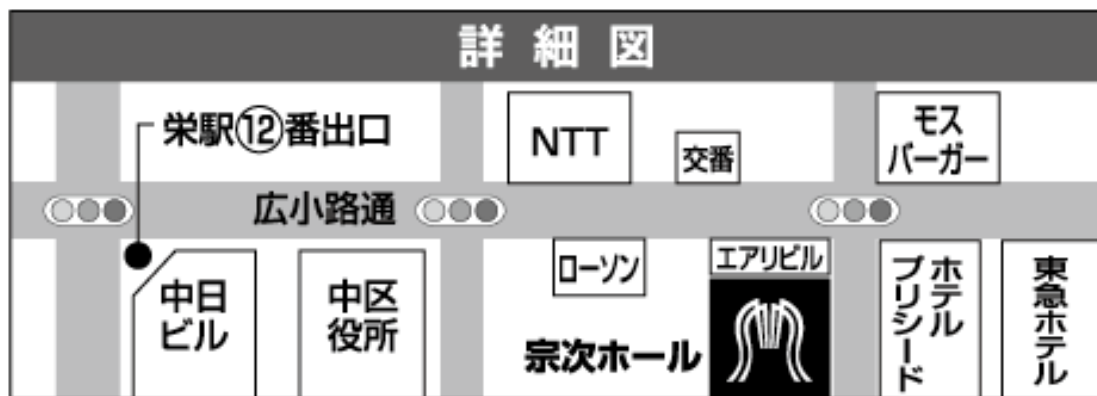 詳細図
栄駅⑫番出口
NTT
交番
モス
バーガー
広小路通
中日
ビル
中区
役所
ローソン
エアリビル
宗次ホール
ホテル
プリシード
東急ホテル